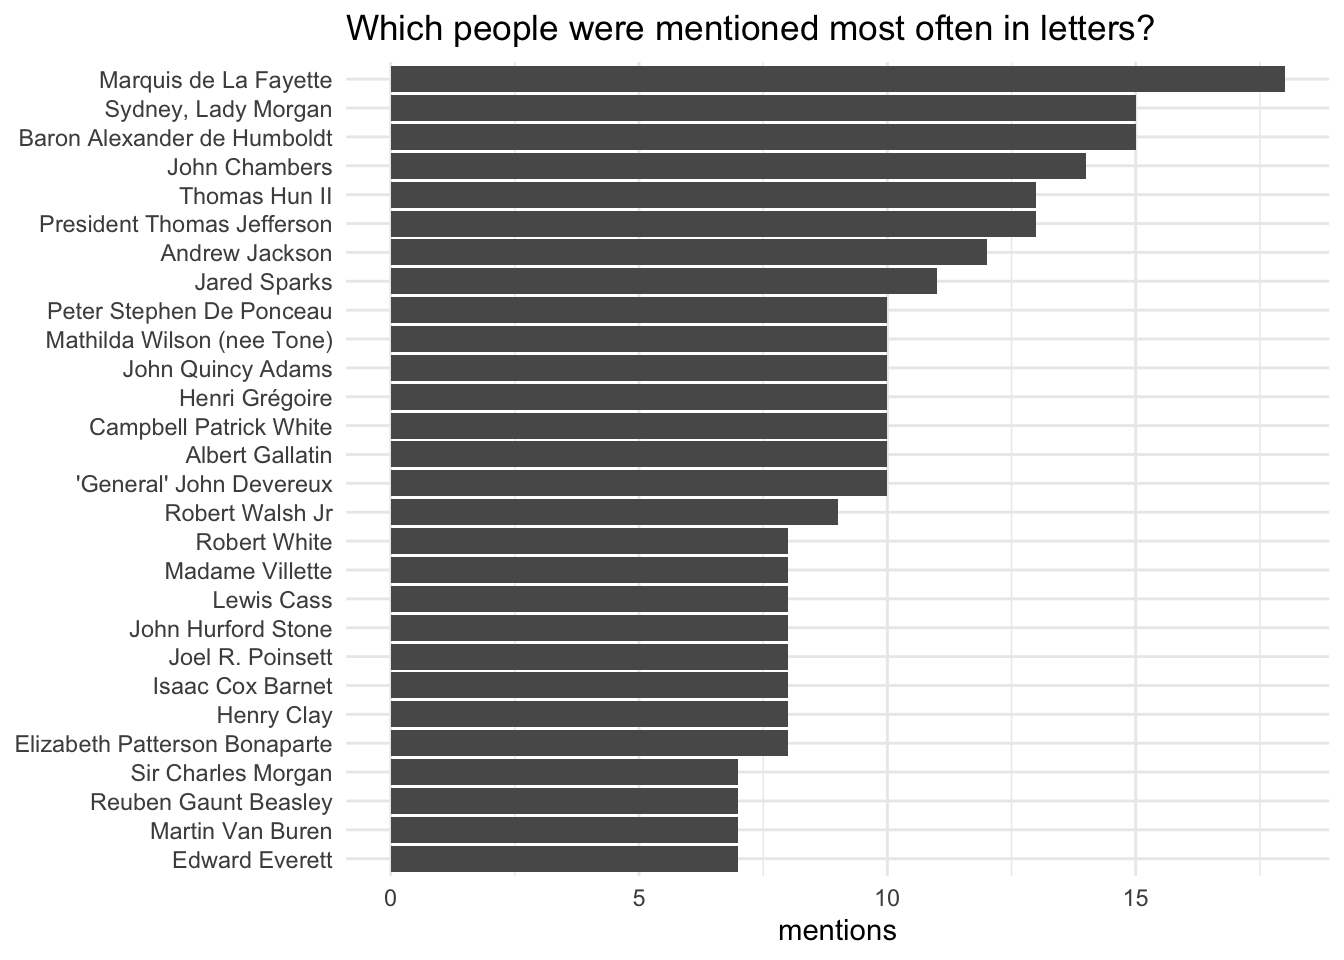 Which people were mentioned most often in letters?
Marquis de La Fayette
Sydney, Lady Morgan
Baron Alexander de Humboldt
John Chambers
Thomas Hun II
President Thomas Jefferson
Andrew Jackson
Jared Sparks
Peter Stephen De Ponceau
Mathilda Wilson (nee Tone)
John Quincy Adams
Henri Grégoire
Campbell Patrick White
Albert Gallatin
'General' John Devereux
Robert Walsh Jr
Robert White
Madame Villette
Lewis Cass
John Hurford Stone
Joel R. Poinsett
Isaac Cox Barnet
Henry Clay
Elizabeth Patterson Bonaparte
Sir Charles Morgan
Reuben Gaunt Beasley
Martin Van Buren
Edward Everett
0 5 10 15
mentions